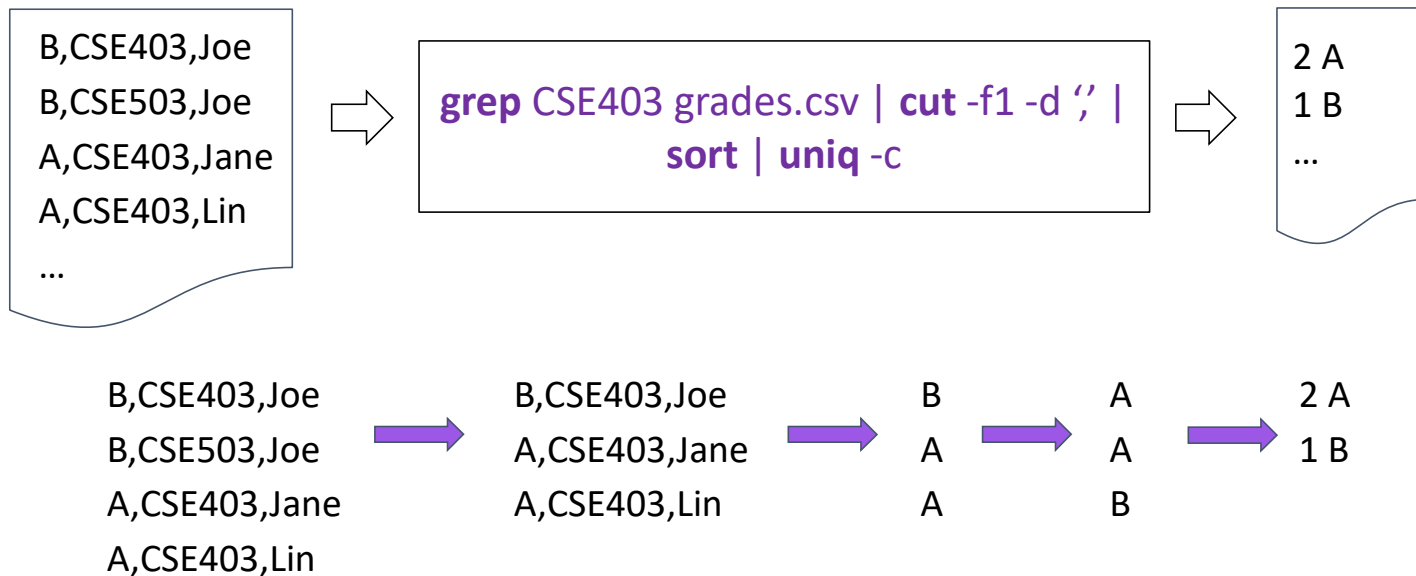 B,CSE403,Joe
B,CSE503,Joe
A,CSE403,Jane
A,CSE403,Lin
…
grep CSE403 grades.csv | cut -f1 -d ‘,’ |
sort | uniq -c
2 A
1 B
…
B,CSE403,Joe
B,CSE503,Joe
A,CSE403,Jane
A,CSE403,Lin
B,CSE403,Joe
A,CSE403,Jane
A,CSE403,Lin
B
A
A
A
A
B
2 A
1 B